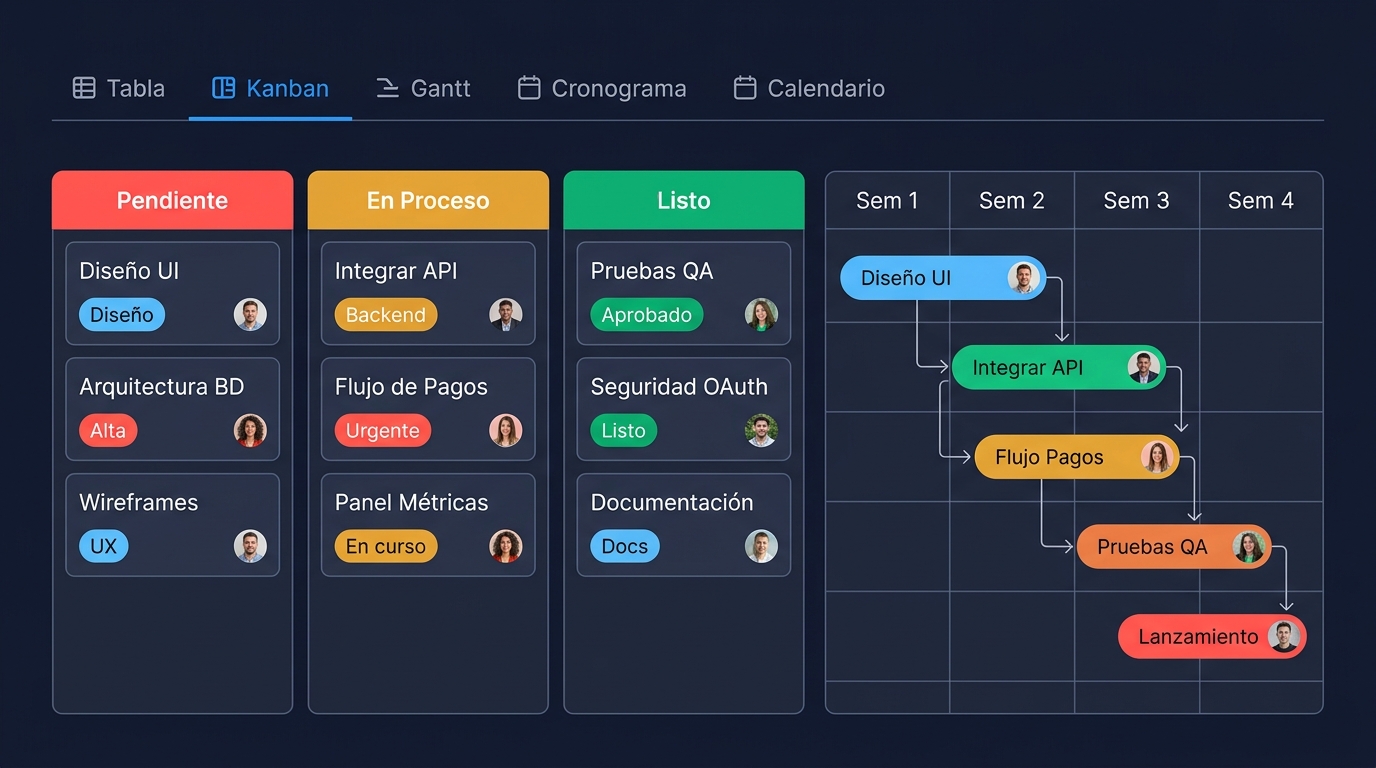 Tabla
Kanban
Gantt
Cronograma
Calendario
Pendiente
Diseño UI
Diseño
Arquitectura BD
Alta
Wireframes
UX
En Proceso
Integrar API
Backend
Flujo de Pagos
Urgente
Panel Métricas
En curso
Listo
Pruebas QA
Aprobado
Seguridad OAuth
Listo
Documentación
Docs
Sem 1
Sem 2
Sem 3
Sem 4
Diseño UI
Integrar API
Flujo Pagos
Pruebas QA
Lanzamiento